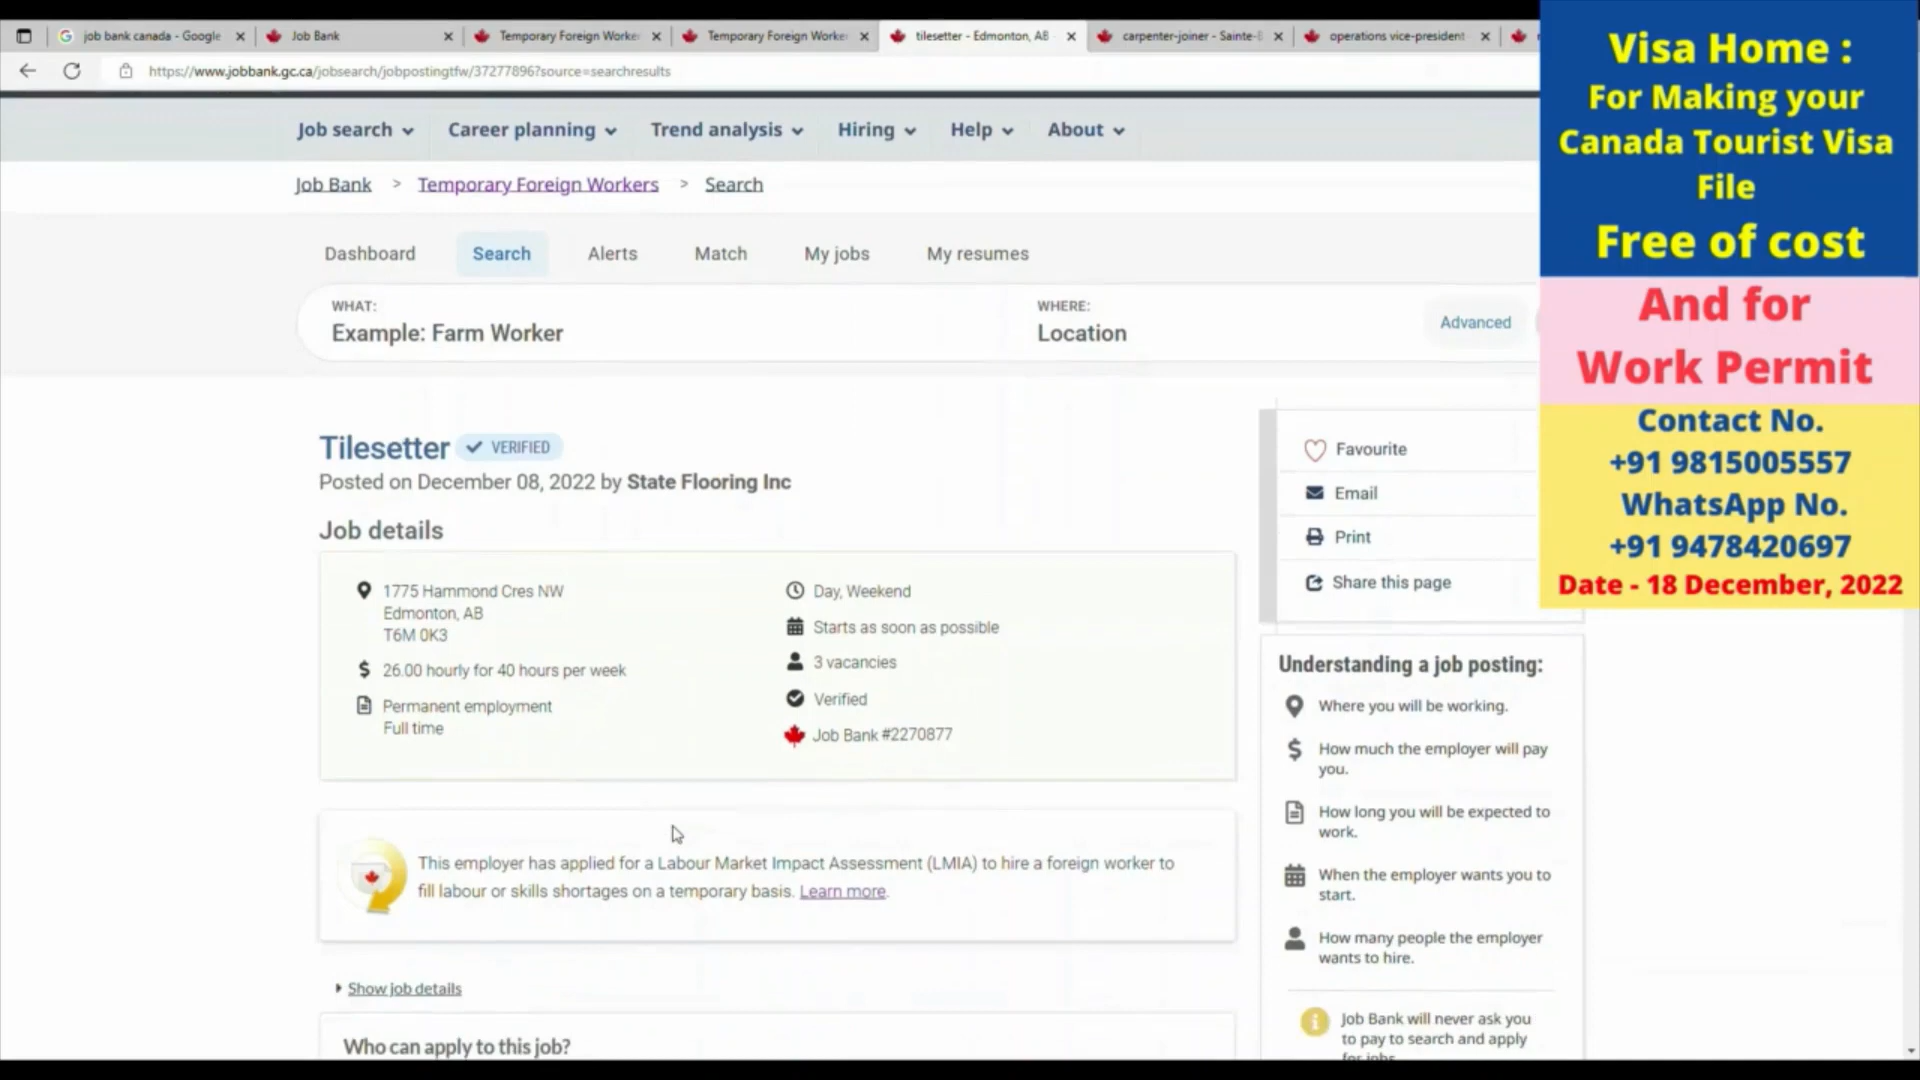 job bank canada - Google
Job Bank
Temporary Foreign Worke
Temporary Foreign Worker
tilesetter - Edmonton, AB
carpenter-joiner - Sainte-
operations vice-president
https://www.jobbank.gc.ca/jobsearch/jobpostingtfw/37277896?source=searchresults
Job search
Career planning
Trend analysis
Hiring
Help
About
Job Bank > Temporary Foreign Workers > Search
Dashboard
Search
Alerts
Match
My jobs
My resumes
WHAT:
Example: Farm Worker
WHERE:
Location
Advanced
Tilesetter
VERIFIED
Posted on December 08, 2022 by State Flooring Inc
Job details
1775 Hammond Cres NW
Edmonton, AB
T6M 0K3
26.00 hourly for 40 hours per week
Permanent employment
Full time
Day, Weekend
Starts as soon as possible
3 vacancies
Verified
Job Bank #2270877
This employer has applied for a Labour Market Impact Assessment (LMIA) to hire a foreign worker to
fill labour or skills shortages on a temporary basis. Learn more.
Show job details
Who can apply to this job?
Favourite
Email
Print
Share this page
Understanding a job posting:
Where you will be working.
How much the employer will pay
you.
How long you will be expected to
work.
When the employer wants you to
start.
How many people the employer
wants to hire.
Job Bank will never ask you
to pay to search and apply
for jobs
Visa Home :
For Making your
Canada Tourist Visa
File
Free of cost
And for
Work Permit
Contact No.
+91 9815005557
WhatsApp No.
+91 9478420697
Date - 18 December, 2022